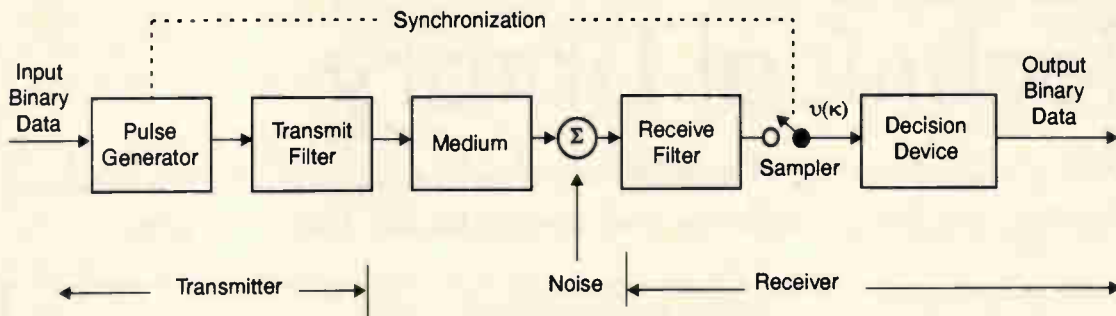 Synchronization
Input
Binary
Data
Pulse
Generator
Transmit
Filter
Medium
Σ
Receive
Filter
Sampler
υ(κ)
Decision
Device
Output
Binary
Data
Transmitter
Noise
Receiver